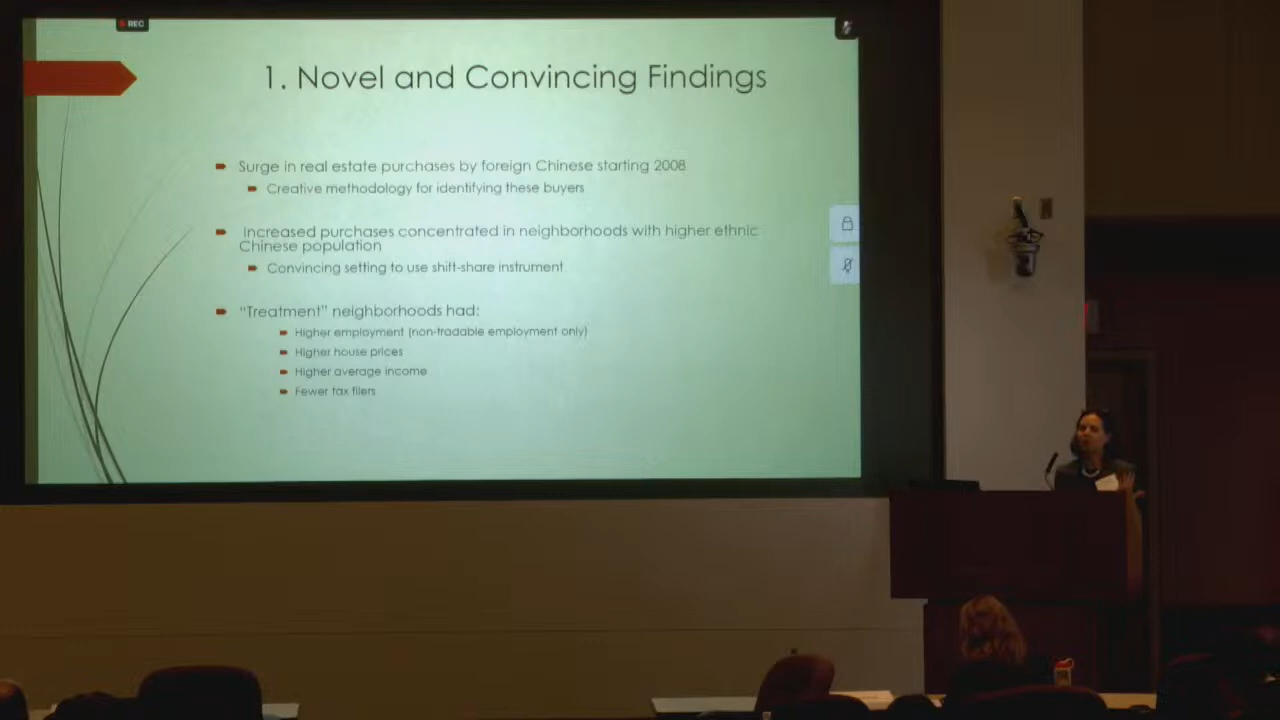 REC
1. Novel and Convincing Findings
Surge in real estate purchases by foreign Chinese starting 2008
Creative methodology for identifying these buyers
Increased purchases concentrated in neighborhoods with higher ethnic
Chinese population
Convincing setting to use shift-share instrument
“Treatment” neighborhoods had:
Higher employment (non-tradable employment only)
Higher house prices
Higher average income
Fewer tax filers